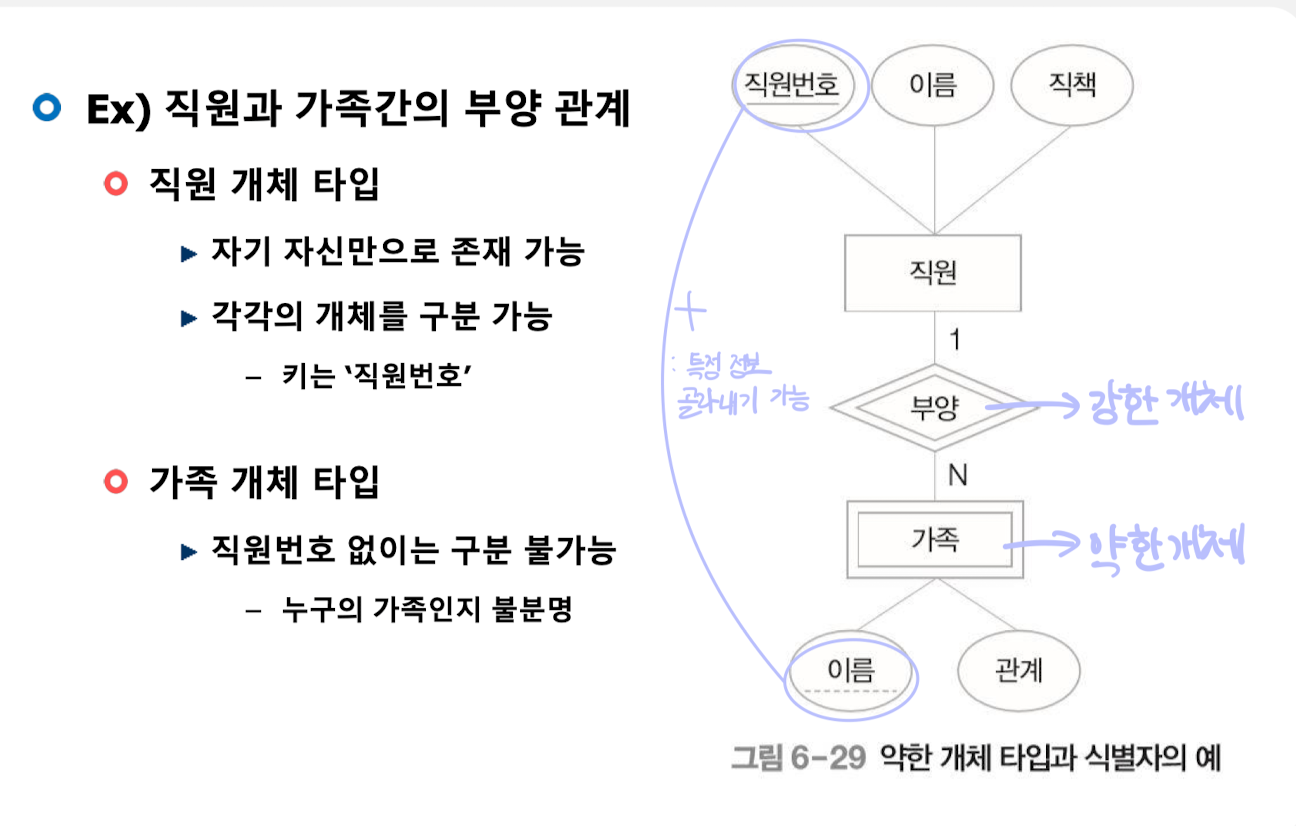 Ex) 직원과 가족간의 부양 관계
직원 개체 타입
자기 자신만으로 존재 가능
각각의 개체를 구분 가능
– 키는 ‘직원번호’
가족 개체 타입
직원번호 없이는 구분 불가능
– 누구의 가족인지 불분명
직원번호 이름 직책
직원
1
+
: 특정 정보
골라내기 가능
부양 강한 개체
N
가족 약한개체
이름 관계
그림 6-29 약한 개체 타입과 식별자의 예